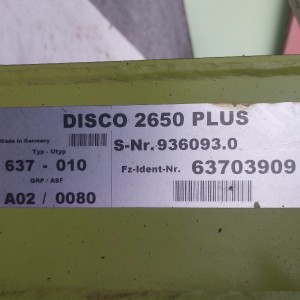 DISCO 2650 PLUS
Made in Germany
S-Nr. 936093.0
Typ - Utyp
637 - 010
Fz-Ident-Nr. 63703909
GRP / ASF
A02 / 0080